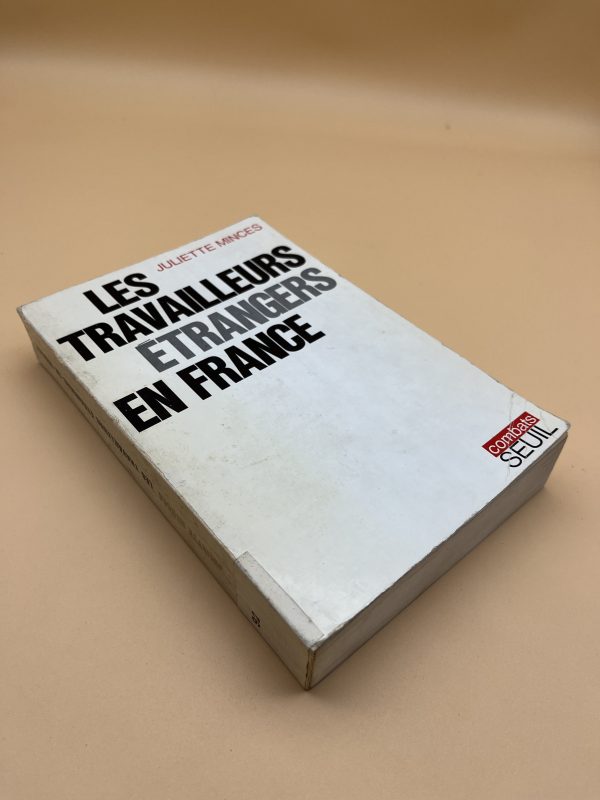 JULIETTE MINCES
LES
TRAVAILLEURS
ÉTRANGERS
EN FRANCE
combats
SEUIL